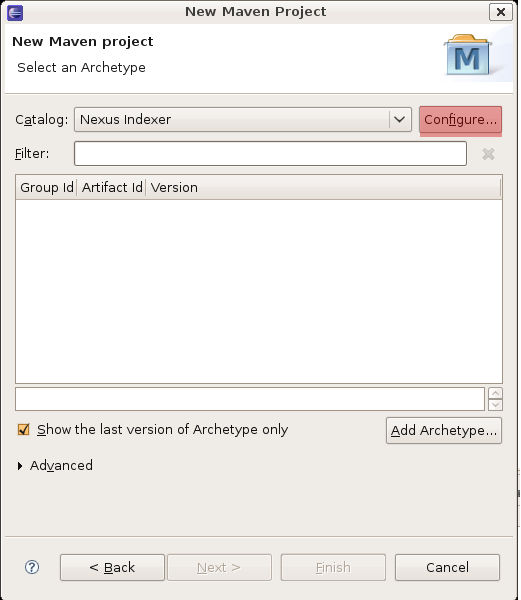 New Maven Project
New Maven project
Select an Archetype
M
Catalog: Nexus Indexer Configure...
Filter:
Group Id Artifact Id Version
Show the last version of Archetype only
Add Archetype...
Advanced
? < Back Next > Finish Cancel